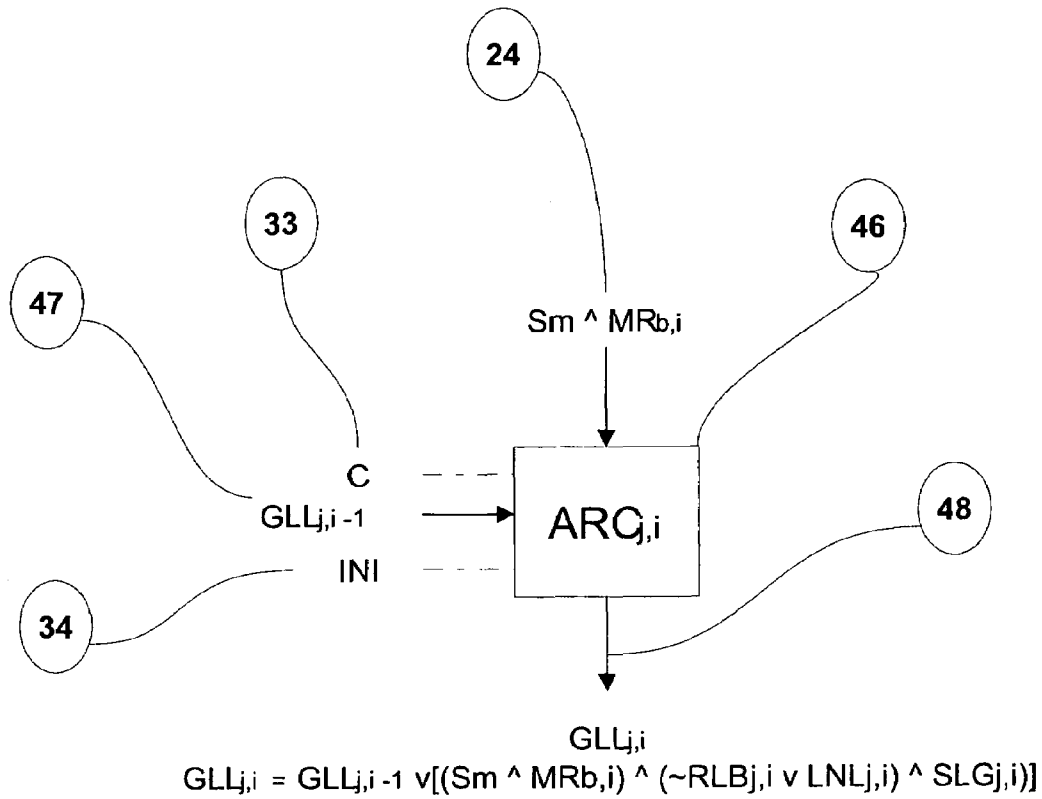 24
33
46
47
Sm ^ MRb,i
C
GLLj,i -1
ARCj,i
48
INI
34
GLLj,i
GLLj,i = GLLj,i -1 v[(Sm ^ MRb,i) ^ (~RLBj,i v LNLj,i) ^ SLGj,i)]